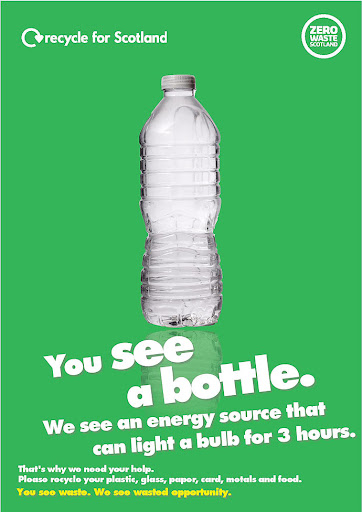 recycle for Scotland
ZERO
WASTE
SCOTLAND
You see
a bottle.
We see an energy source that
can light a bulb for 3 hours.
That's why we need your help.
Please recycle your plastic, glass, paper, card, metals and food.
You see waste. We see wasted opportunity.